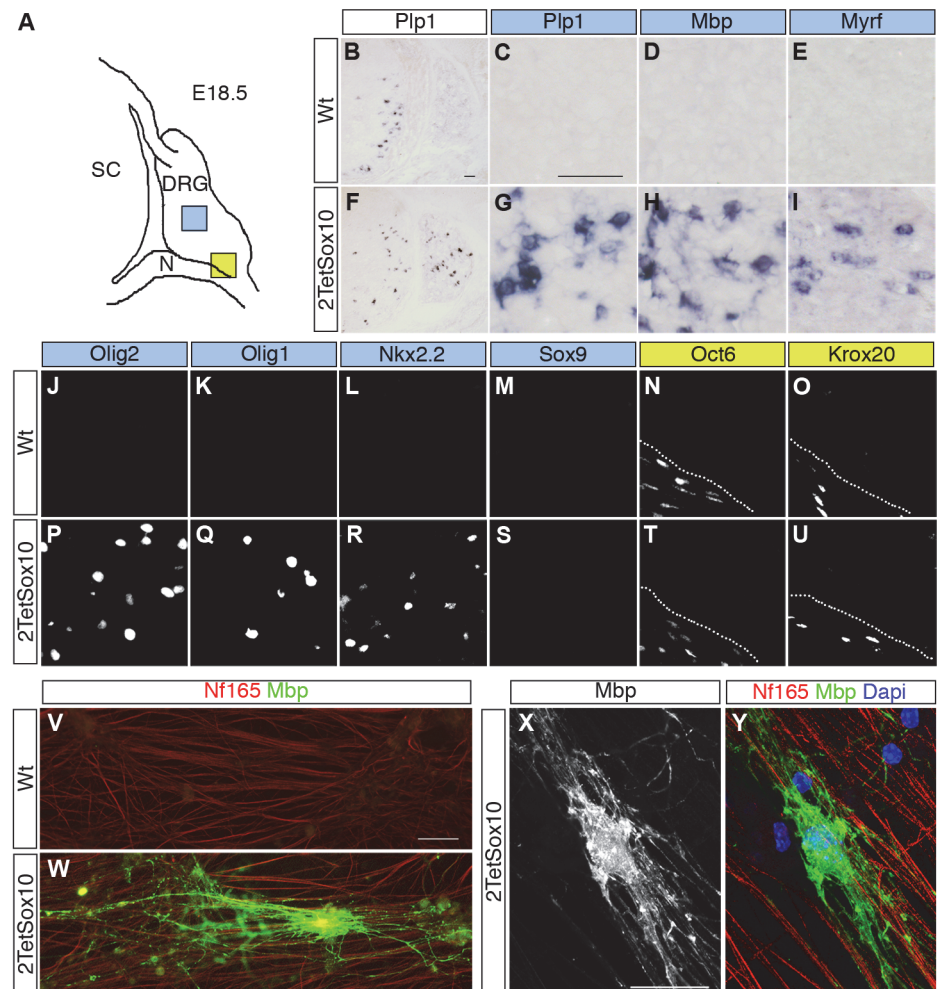 A
E18.5
SC
DRG
N
Plp1
Plp1
Mbp
Myrf
Wt
B
C
D
E
2TetSox10
F
G
H
I
Olig2
Olig1
Nkx2.2
Sox9
Oct6
Krox20
Wt
J
K
L
M
N
O
2TetSox10
P
Q
R
S
T
U
Nf165 Mbp
Wt
V
2TetSox10
W
Mbp
Nf165 Mbp Dapi
2TetSox10
X
Y